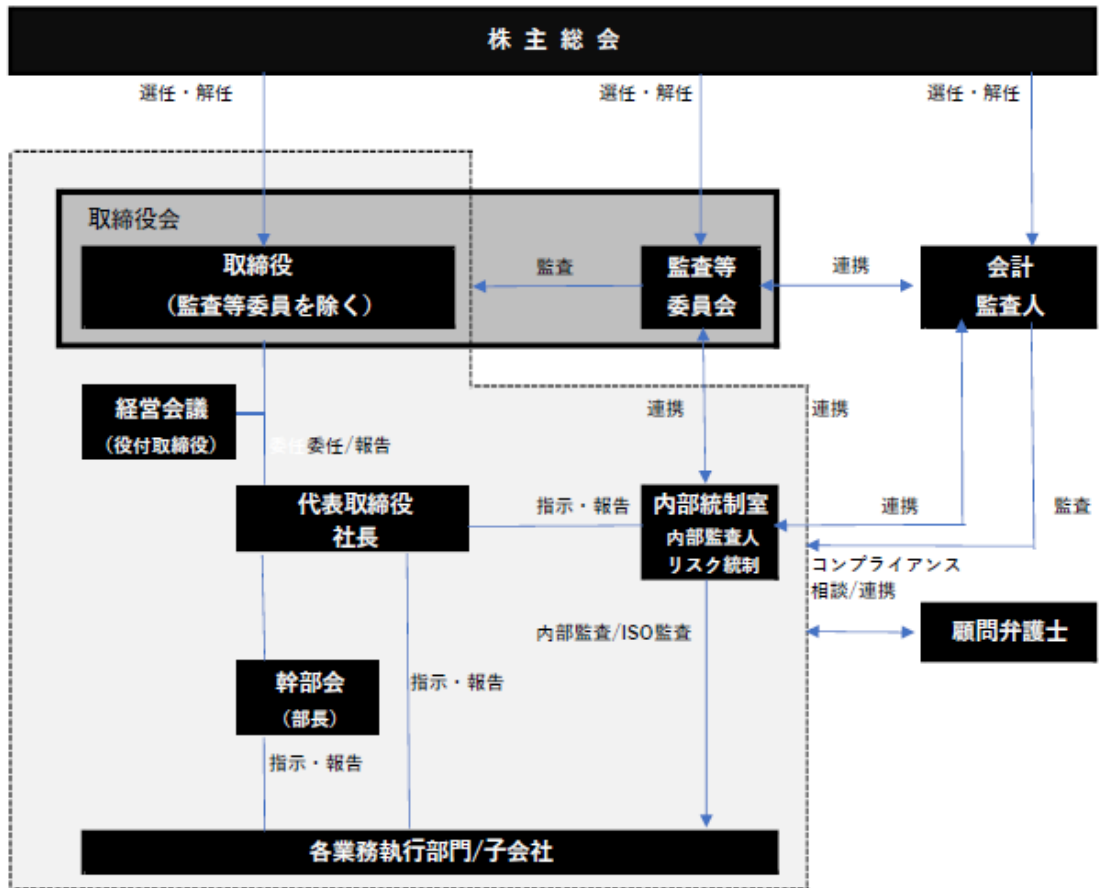 株主総会
選任・解任
選任・解任
選任・解任
取締役会
取締役
(監査等委員を除く)
監査
監査等
委員会
連携
会計
監査人
経営会議
(役付取締役)
連携
連携
委任委任/報告
代表取締役
社長
指示・報告
内部統制室
内部監査人
リスク統制
連携
監査
コンプライアンス
相談/連携
内部監査/ISO監査
顧問弁護士
幹部会
(部長)
指示・報告
指示・報告
各業務執行部門/子会社